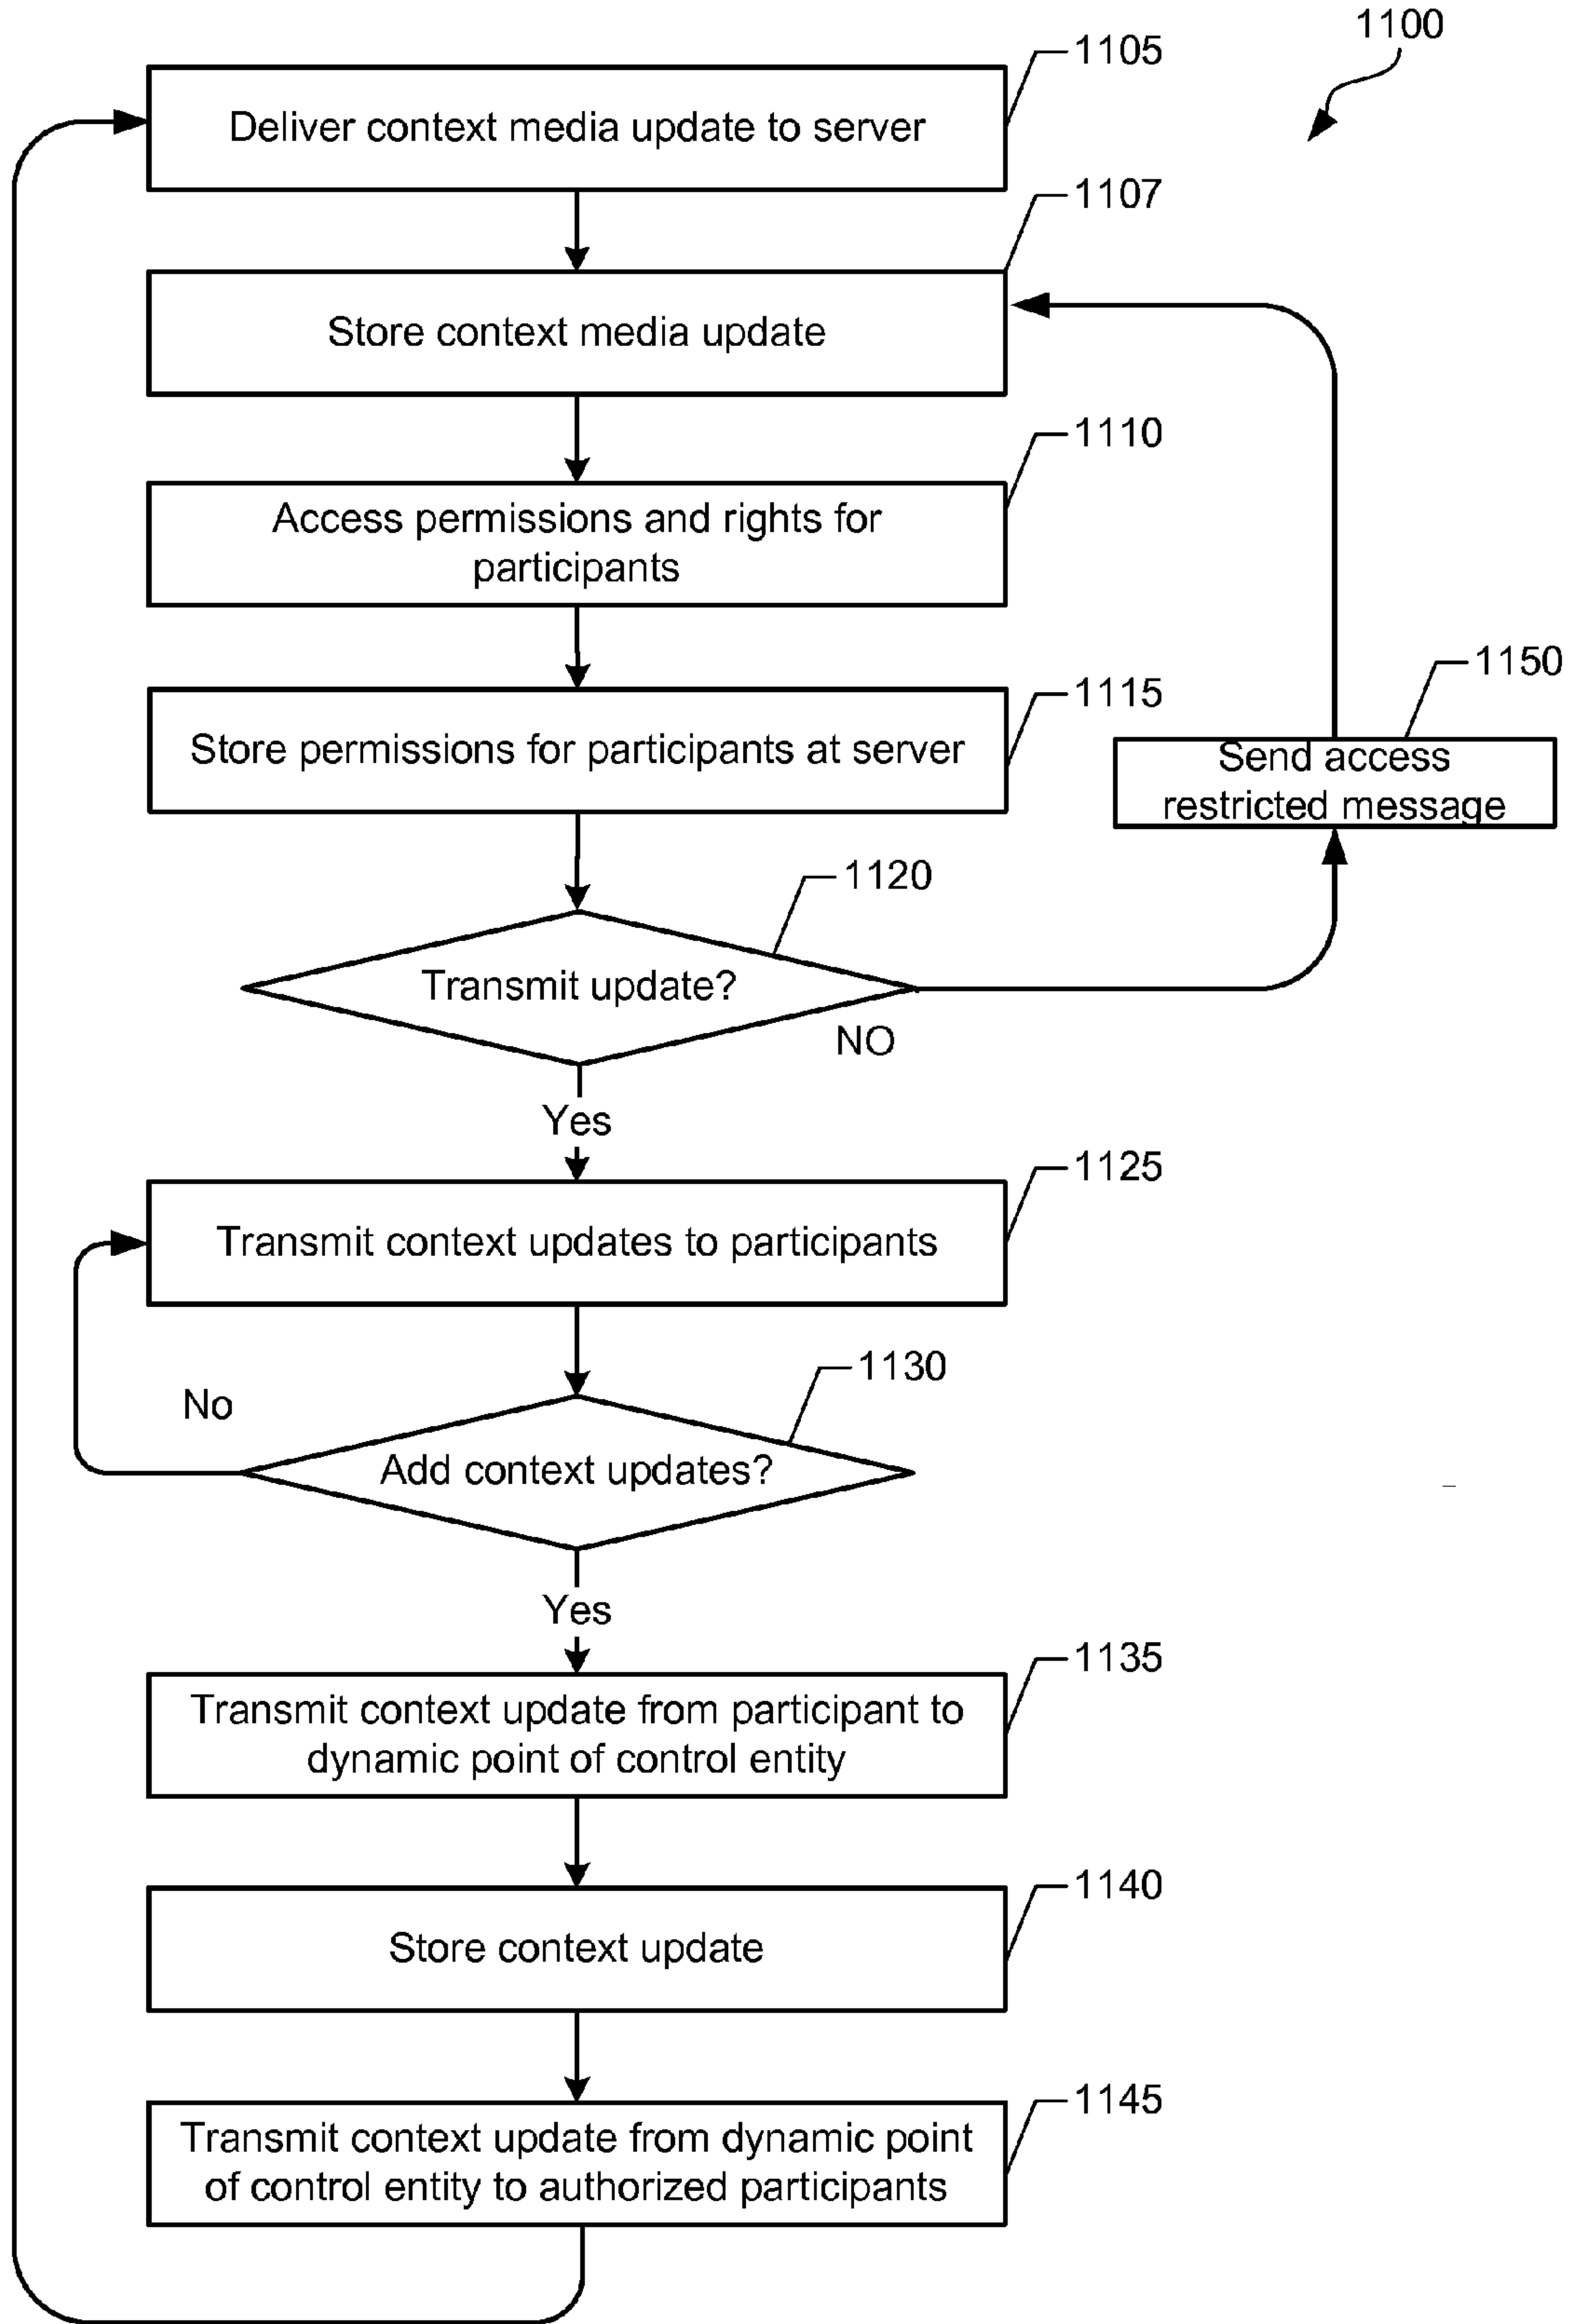 1100
1105
Deliver context media update to server
1107
Store context media update
1110
Access permissions and rights for
participants
1115
Store permissions for participants at server
1150
Send access
restricted message
1120
Transmit update?
NO
Yes
1125
Transmit context updates to participants
1130
No
Add context updates?
Yes
1135
Transmit context update from participant to
dynamic point of control entity
1140
Store context update
1145
Transmit context update from dynamic point
of control entity to authorized participants